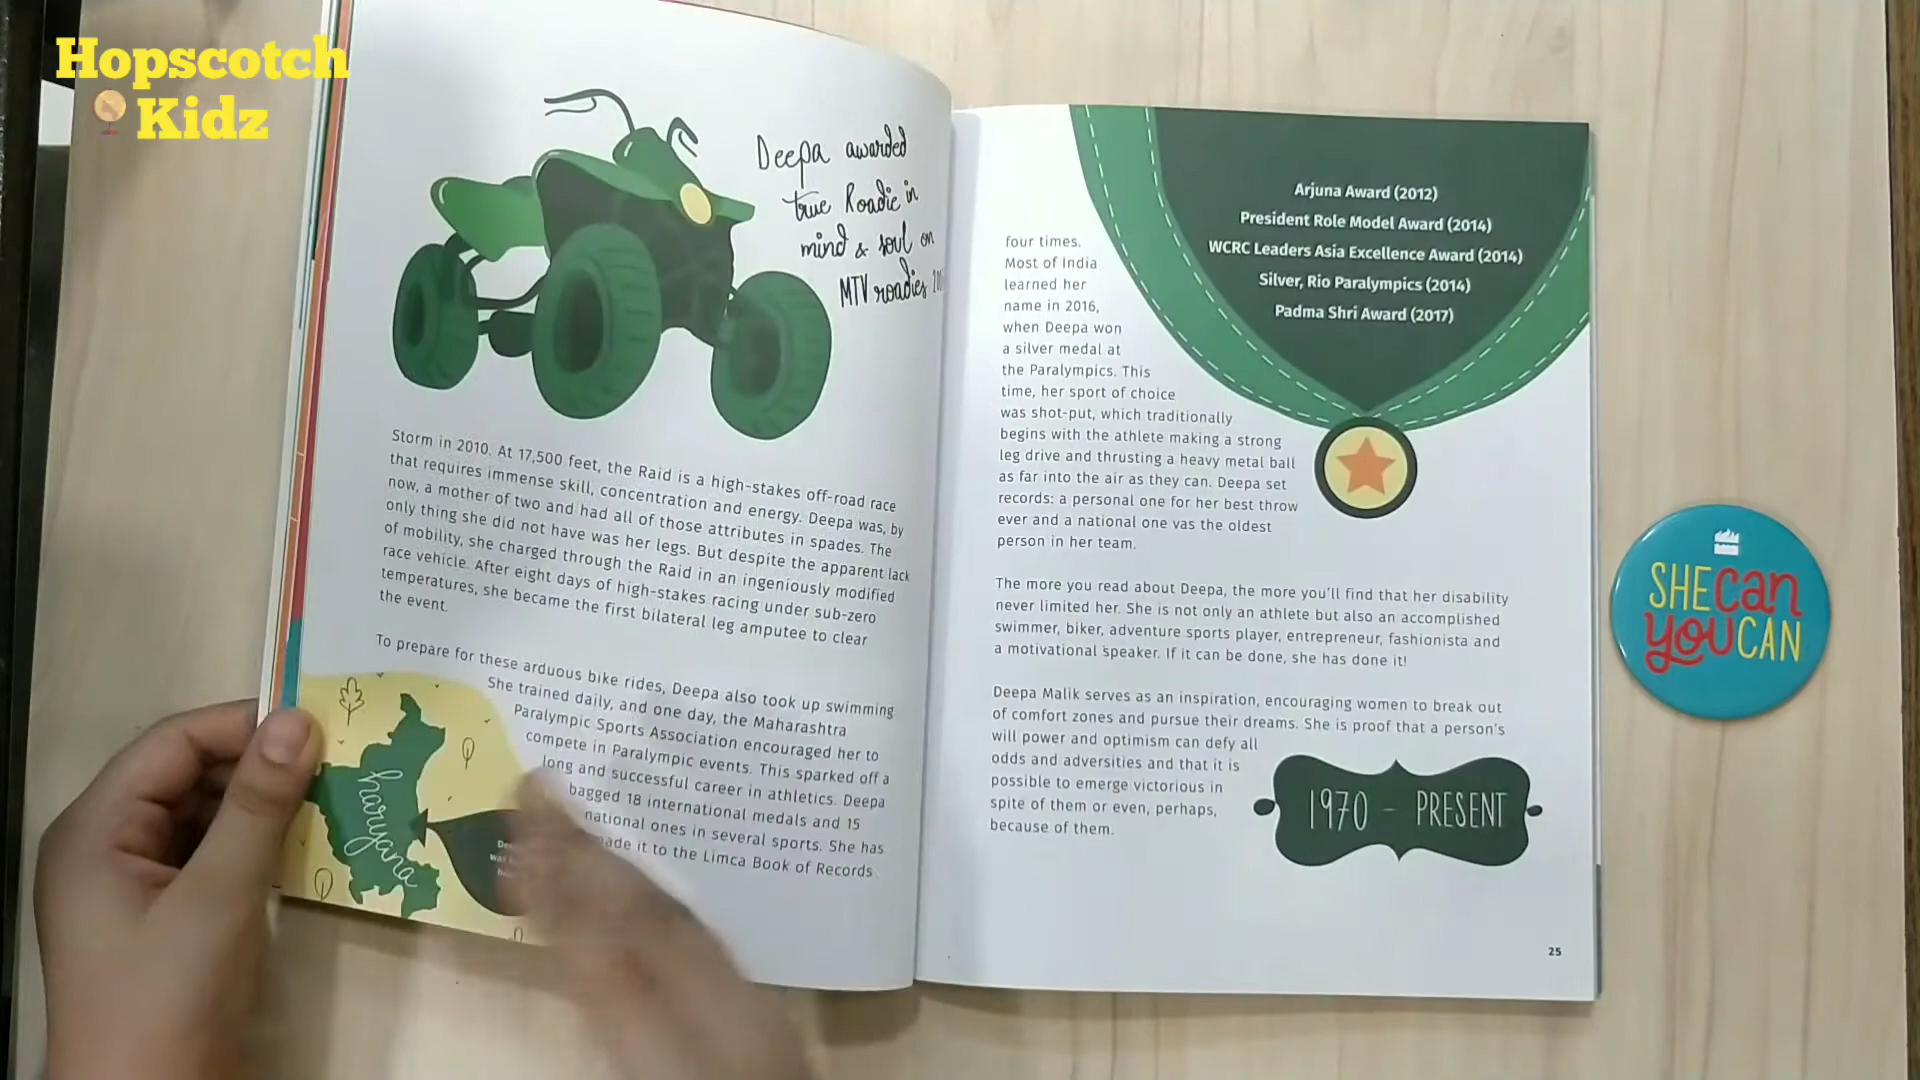 Hopscotch
Kidz
Deepa awarded
true Roadie in
mind & soul on
MTV roadies
Storm in 2010. At 17,500 feet, the Raid is a high-stakes off-road race
that requires immense skill, concentration and energy. Deepa was, by
now, a mother of two and had all of those attributes in spades. The
only thing she did not have was her legs. But despite the apparent lack
of mobility, she charged through the Raid in an ingeniously modified
race vehicle. After eight days of high-stakes racing under sub-zero
temperatures, she became the first bilateral leg amputee to clear
the event.
To prepare for these arduous bike rides, Deepa also took up swimming.
She trained daily, and one day, the Maharashtra
Paralympic Sports Association encouraged her to
compete in Paralympic events. This sparked off a
long and successful career in athletics. Deepa
bagged 18 international medals and 15
national ones in several sports. She has
made it to the Limca Book of Records
haryana
four times.
Most of India
learned her
name in 2016,
when Deepa won
a silver medal at
the Paralympics. This
time, her sport of choice
was shot-put, which traditionally
begins with the athlete making a strong
leg drive and thrusting a heavy metal ball
as far into the air as they can. Deepa set
records: a personal one for her best throw
ever and a national one vas the oldest
person in her team.
Arjuna Award (2012)
President Role Model Award (2014)
WCRC Leaders Asia Excellence Award (2014)
Silver, Rio Paralympics (2014)
Padma Shri Award (2017)
The more you read about Deepa, the more you'll find that her disability
never limited her. She is not only an athlete but also an accomplished
swimmer, biker, adventure sports player, entrepreneur, fashionista and
a motivational speaker. If it can be done, she has done it!
Deepa Malik serves as an inspiration, encouraging women to break out
of comfort zones and pursue their dreams. She is proof that a person's
will power and optimism can defy all
odds and adversities and that it is
possible to emerge victorious in
spite of them or even, perhaps,
because of them.
1970 - PRESENT
25
SHE can
you CAN